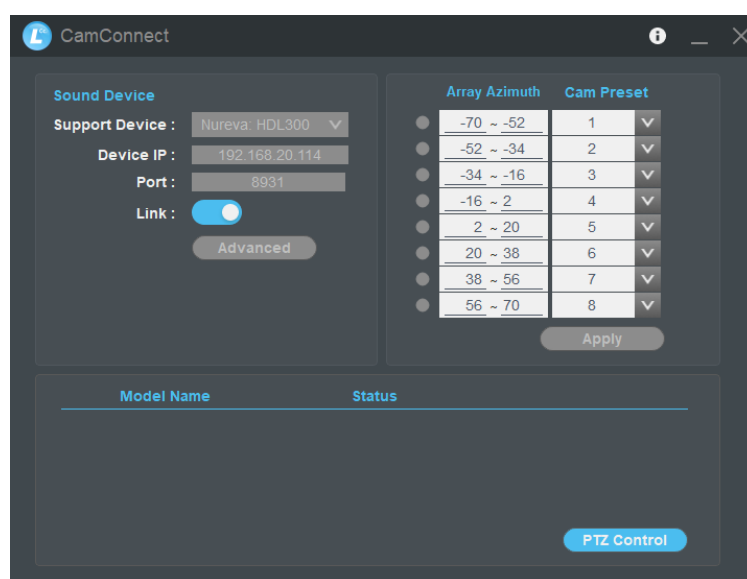 CamConnect
Sound Device
Support Device : Nureva: HDL300
Device IP : 192.168.20.114
Port : 8931
Link :
Advanced
Array Azimuth Cam Preset
-70 ~ -52 1
-52 ~ -34 2
-34 ~ -16 3
-16 ~ 2 4
2 ~ 20 5
20 ~ 38 6
38 ~ 56 7
56 ~ 70 8
Apply
Model Name Status
PTZ Control